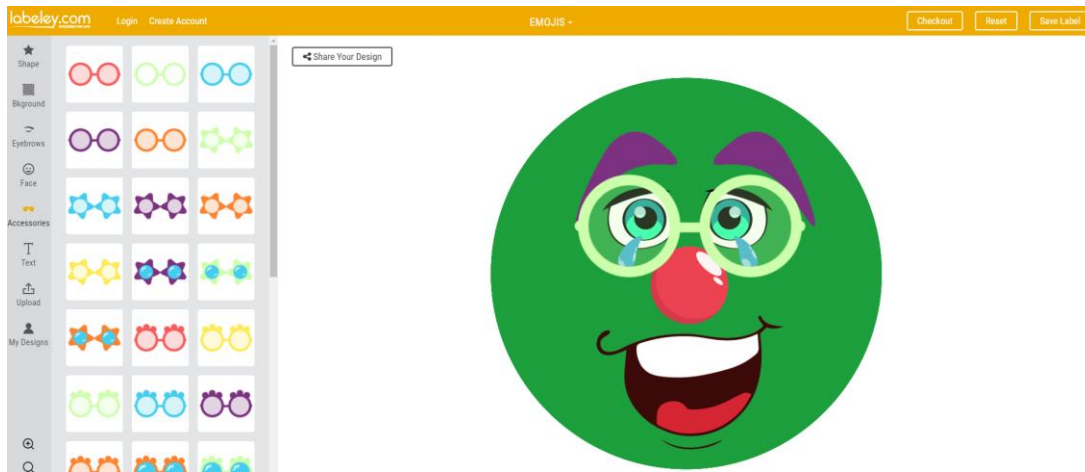 labeley.com
Login Create Account
EMOJIS
Checkout Reset Save Label
Shape
Bkground
Eyebrows
Face
Accessories
Text
Upload
My Designs
Share Your Design